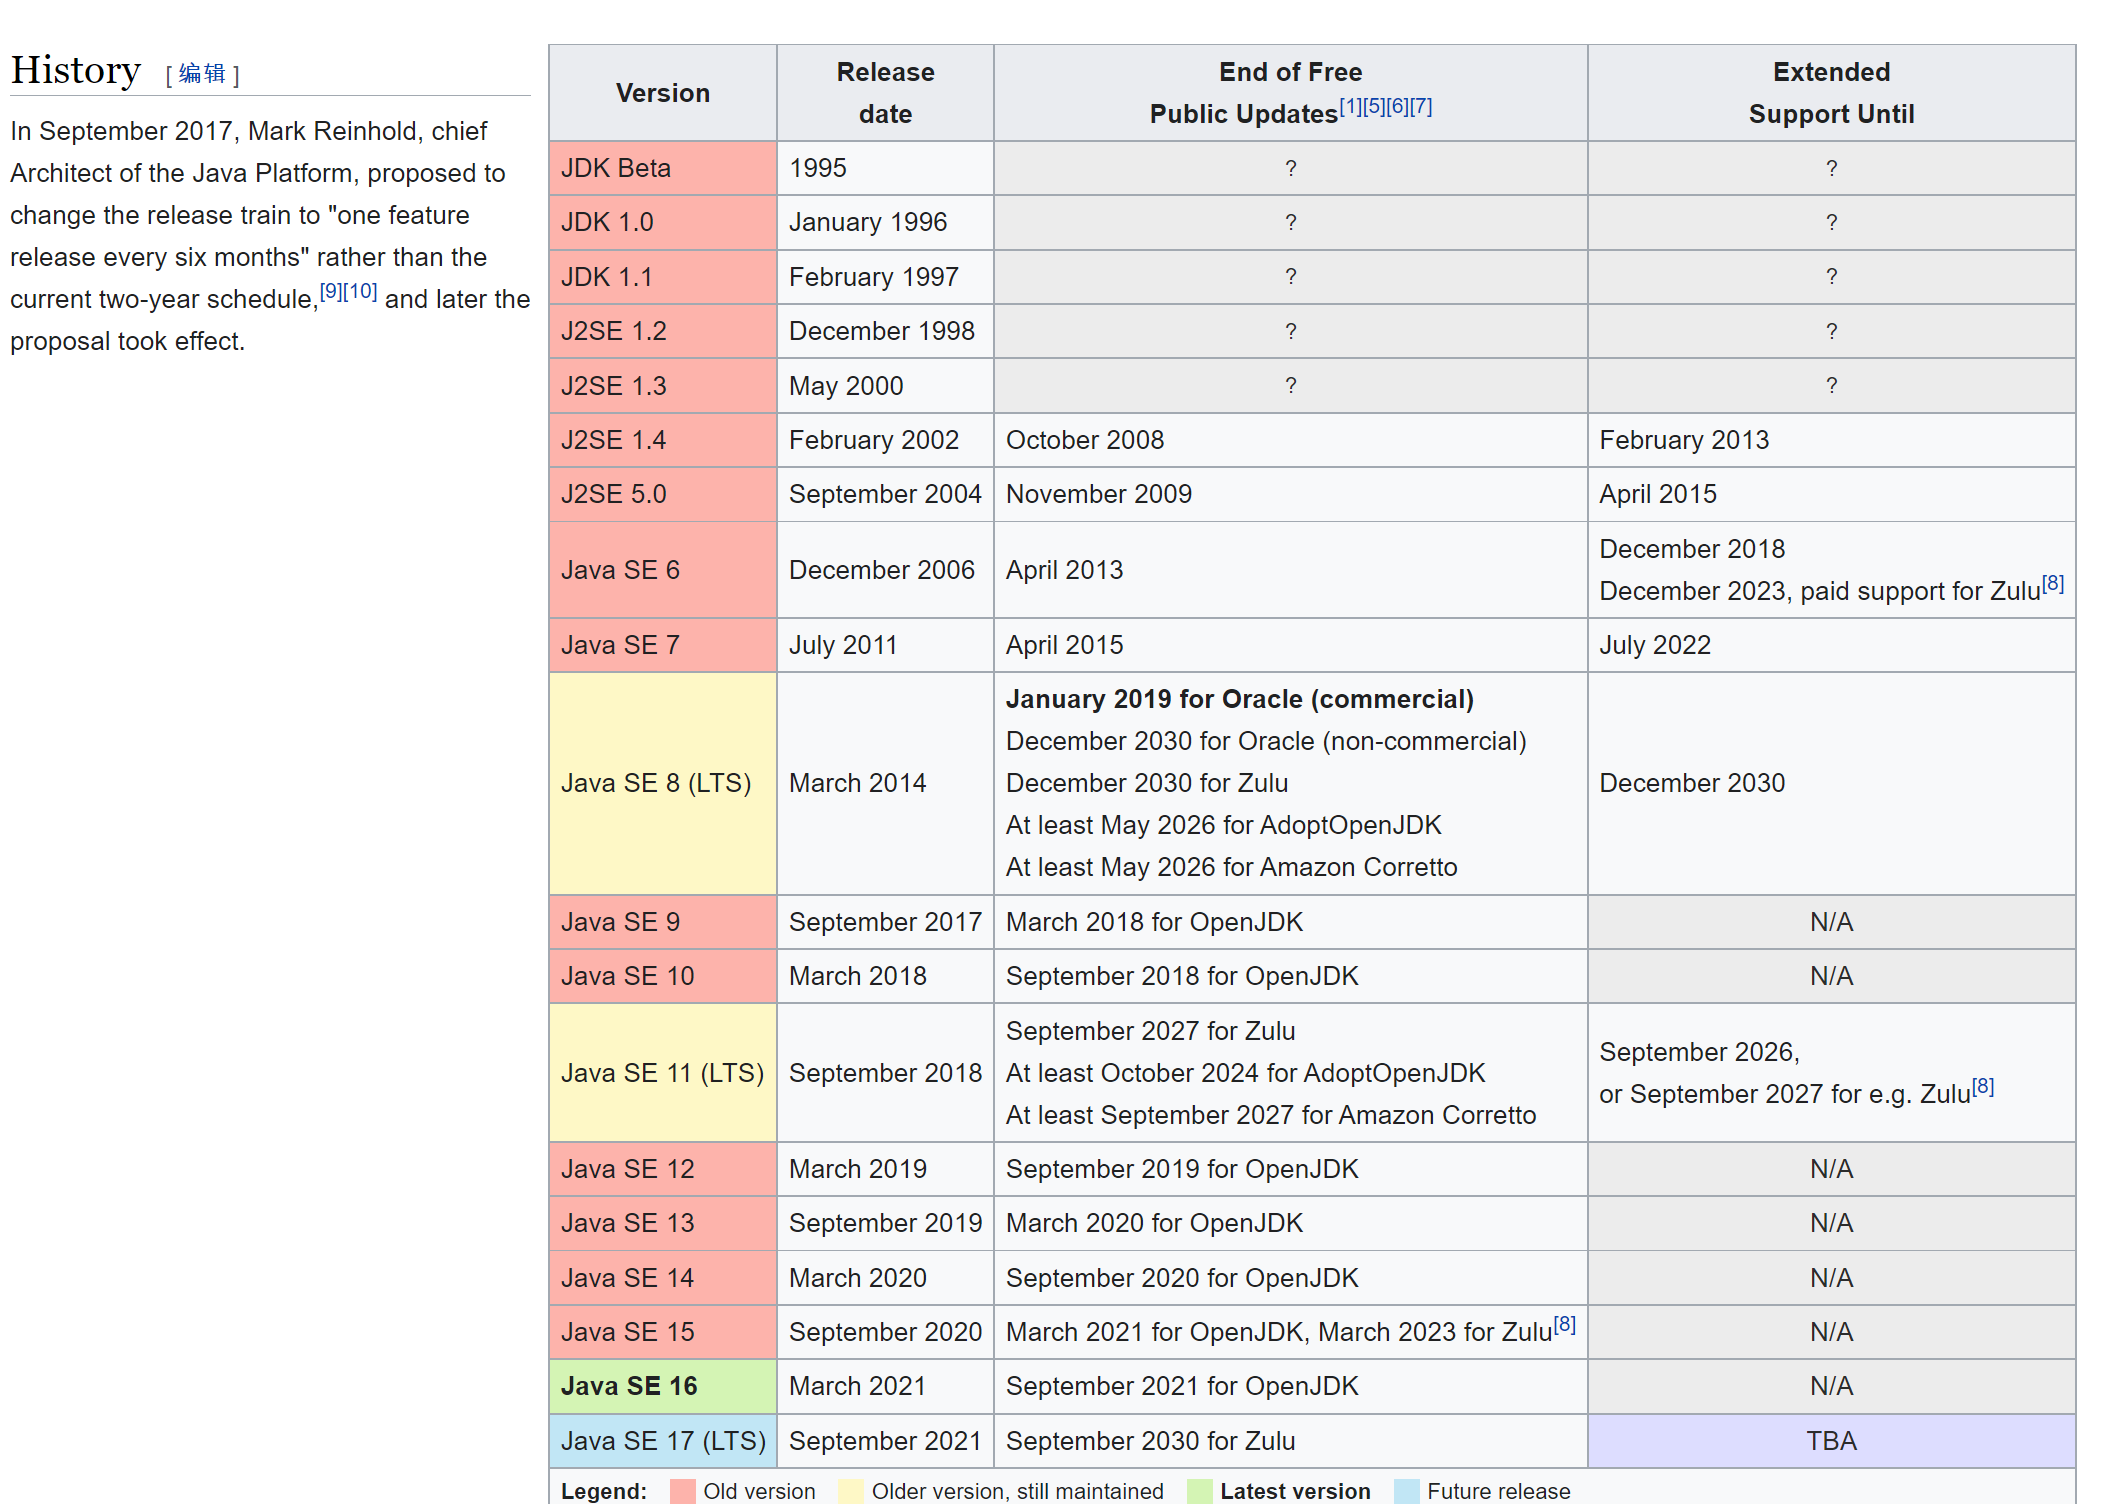 History [ 编辑 ]
In September 2017, Mark Reinhold, chief
Architect of the Java Platform, proposed to
change the release train to "one feature
release every six months" rather than the
current two-year schedule,[9][10] and later the
proposal took effect.
Version
Release
date
End of Free
Public Updates[1][5][6][7]
Extended
Support Until
JDK Beta 1995 ? ?
JDK 1.0 January 1996 ? ?
JDK 1.1 February 1997 ? ?
J2SE 1.2 December 1998 ? ?
J2SE 1.3 May 2000 ? ?
J2SE 1.4 February 2002 October 2008 February 2013
J2SE 5.0 September 2004 November 2009 April 2015
Java SE 6 December 2006 April 2013
December 2018
December 2023, paid support for Zulu[8]
Java SE 7 July 2011 April 2015 July 2022
Java SE 8 (LTS) March 2014
January 2019 for Oracle (commercial)
December 2030 for Oracle (non-commercial)
December 2030 for Zulu
At least May 2026 for AdoptOpenJDK
At least May 2026 for Amazon Corretto
December 2030
Java SE 9 September 2017 March 2018 for OpenJDK N/A
Java SE 10 March 2018 September 2018 for OpenJDK N/A
Java SE 11 (LTS) September 2018
September 2027 for Zulu
At least October 2024 for AdoptOpenJDK
At least September 2027 for Amazon Corretto
September 2026,
or September 2027 for e.g. Zulu[8]
Java SE 12 March 2019 September 2019 for OpenJDK N/A
Java SE 13 September 2019 March 2020 for OpenJDK N/A
Java SE 14 March 2020 September 2020 for OpenJDK N/A
Java SE 15 September 2020 March 2021 for OpenJDK, March 2023 for Zulu[8] N/A
Java SE 16 March 2021 September 2021 for OpenJDK N/A
Java SE 17 (LTS) September 2021 September 2030 for Zulu TBA
Legend: Old version Older version, still maintained Latest version Future release